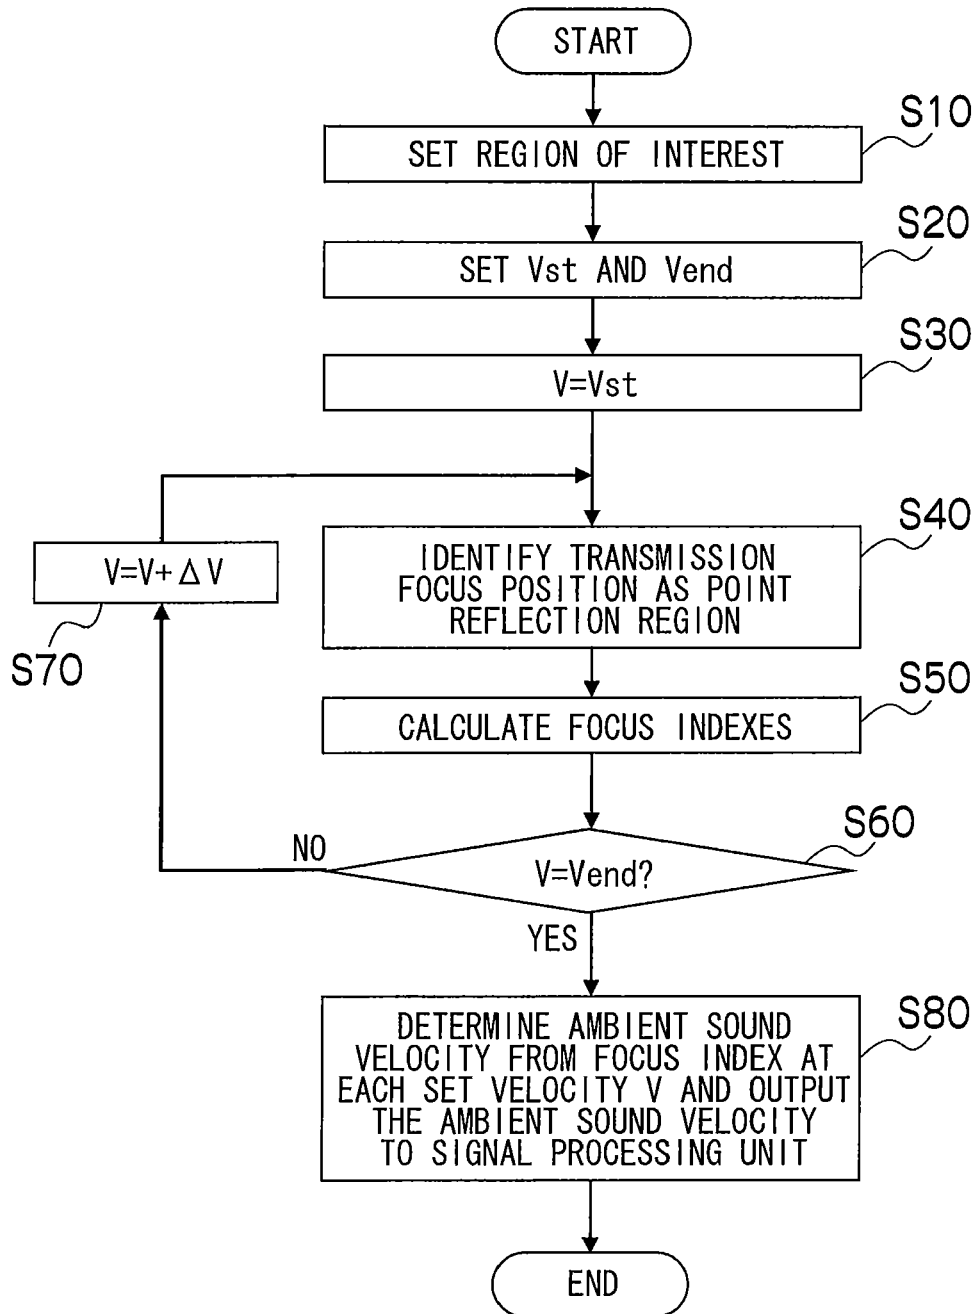 START
S10
SET REGION OF INTEREST
S20
SET Vst AND Vend
S30
V=Vst
S40
IDENTIFY TRANSMISSION
FOCUS POSITION AS POINT
REFLECTION REGION
V=V+ΔV
S70
S50
CALCULATE FOCUS INDEXES
S60
NO
V=Vend?
YES
S80
DETERMINE AMBIENT SOUND
VELOCITY FROM FOCUS INDEX AT
EACH SET VELOCITY V AND OUTPUT
THE AMBIENT SOUND VELOCITY
TO SIGNAL PROCESSING UNIT
END